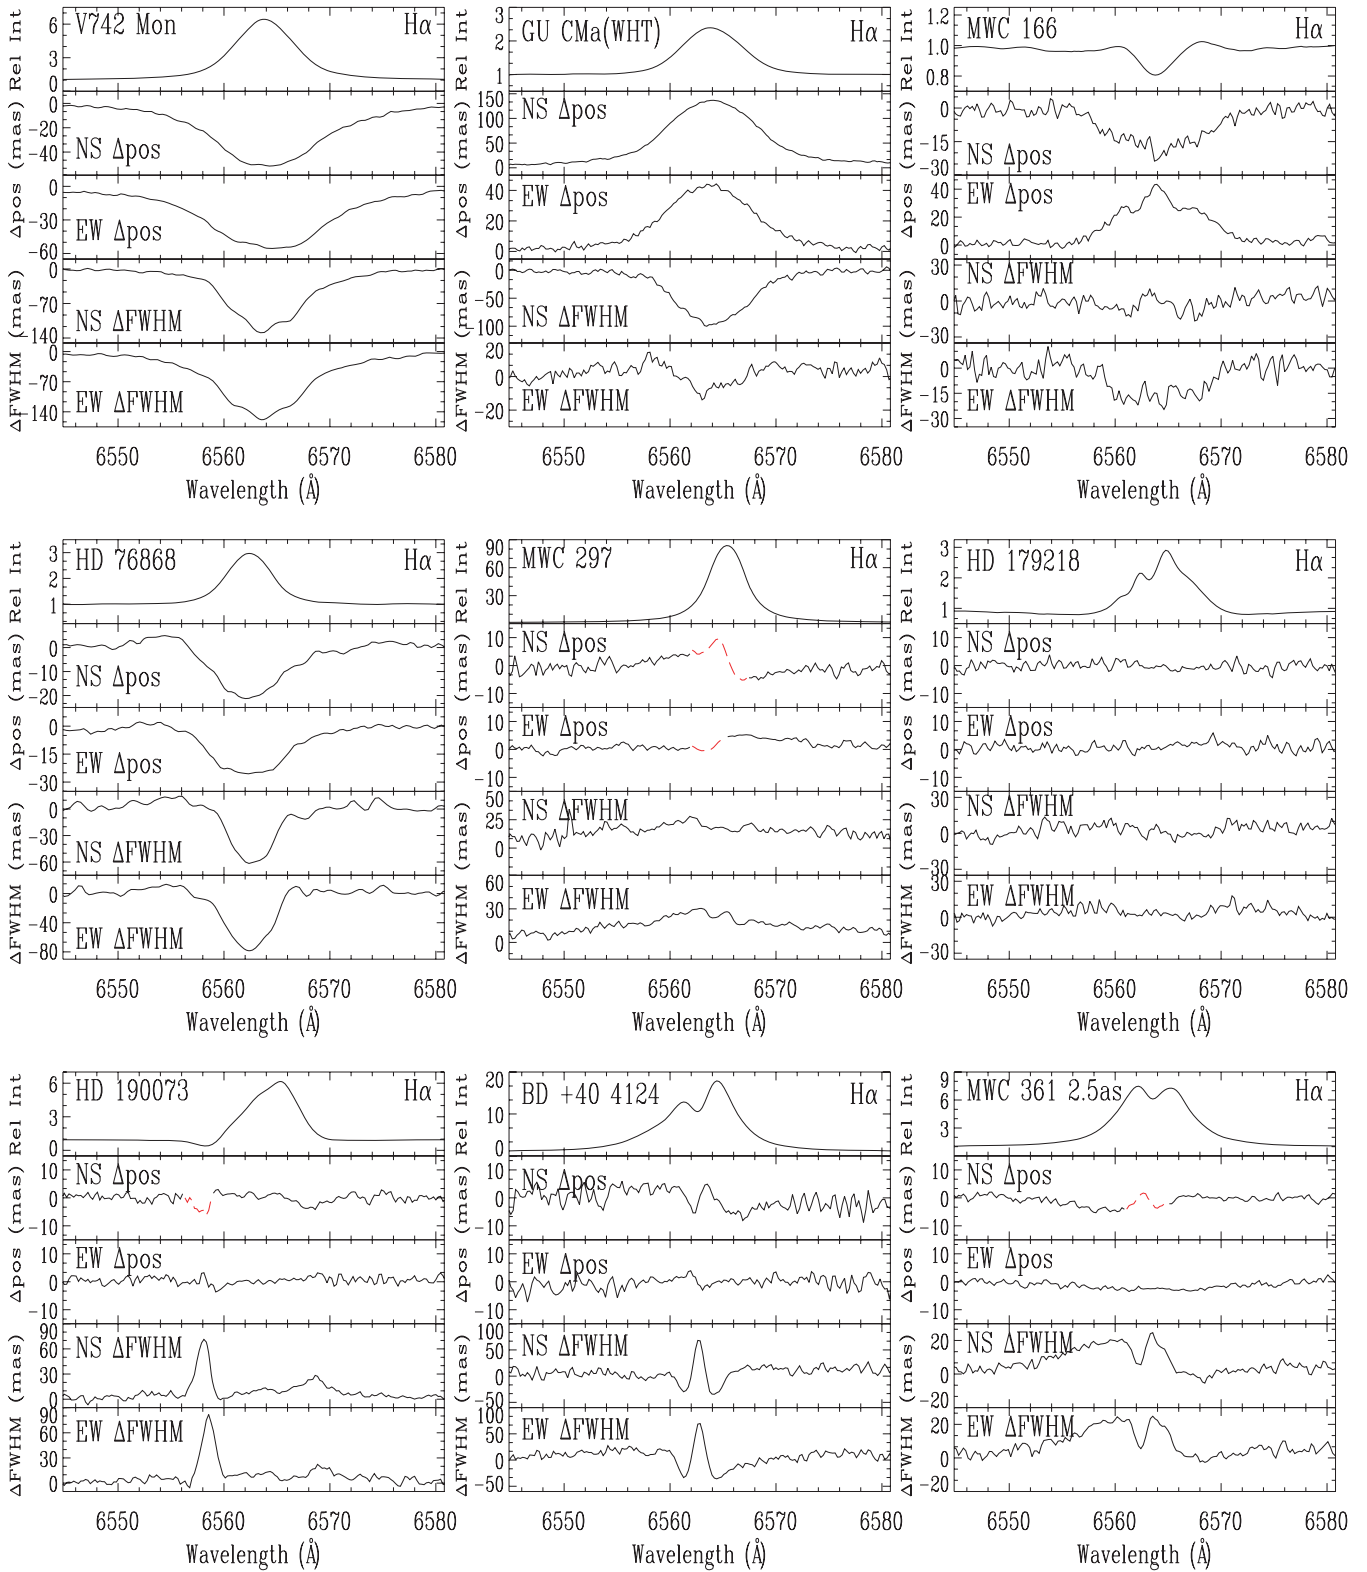 V742 Mon Hα
Rel Int
6
3
0
NS Δpos
0
-20
-40
Δpos (mas)
EW Δpos
0
-30
-60
NS ΔFWHM
0
-70
-140
ΔFWHM (mas)
EW ΔFWHM
0
-70
-140
6550 6560 6570 6580
Wavelength (Å)
GU CMa(WHT) Hα
Rel Int
3
2
1
NS Δpos
150
100
50
0
Δpos (mas)
EW Δpos
40
20
0
NS ΔFWHM
0
-50
-100
ΔFWHM (mas)
EW ΔFWHM
20
0
-20
6550 6560 6570 6580
Wavelength (Å)
MWC 166 Hα
Rel Int
1.2
1.0
0.8
NS Δpos
0
-15
-30
Δpos (mas)
EW Δpos
40
20
0
NS ΔFWHM
30
0
-30
ΔFWHM (mas)
EW ΔFWHM
0
-15
-30
6550 6560 6570 6580
Wavelength (Å)
HD 76868 Hα
Rel Int
3
2
1
NS Δpos
0
-10
-20
Δpos (mas)
EW Δpos
0
-15
-30
NS ΔFWHM
0
-30
-60
ΔFWHM (mas)
EW ΔFWHM
0
-40
-80
6550 6560 6570 6580
Wavelength (Å)
MWC 297 Hα
Rel Int
90
60
30
NS Δpos
10
0
-10
Δpos (mas)
EW Δpos
10
0
-10
NS ΔFWHM
50
25
0
ΔFWHM (mas)
EW ΔFWHM
60
30
0
6550 6560 6570 6580
Wavelength (Å)
HD 179218 Hα
Rel Int
3
2
1
NS Δpos
10
0
-10
Δpos (mas)
EW Δpos
10
0
-10
NS ΔFWHM
30
0
-30
ΔFWHM (mas)
EW ΔFWHM
30
0
-30
6550 6560 6570 6580
Wavelength (Å)
HD 190073 Hα
Rel Int
6
3
0
NS Δpos
10
0
-10
Δpos (mas)
EW Δpos
10
0
-10
NS ΔFWHM
90
30
0
ΔFWHM (mas)
EW ΔFWHM
90
30
0
6550 6560 6570 6580
Wavelength (Å)
BD +40 4124 Hα
Rel Int
20
10
0
NS Δpos
10
0
-10
Δpos (mas)
EW Δpos
10
0
-10
NS ΔFWHM
100
50
0
-50
ΔFWHM (mas)
EW ΔFWHM
100
50
0
-50
6550 6560 6570 6580
Wavelength (Å)
MWC 361 2.5as Hα
Rel Int
9
6
3
NS Δpos
10
0
-10
Δpos (mas)
EW Δpos
10
0
-10
NS ΔFWHM
20
0
-20
ΔFWHM (mas)
EW ΔFWHM
20
0
-20
6550 6560 6570 6580
Wavelength (Å)